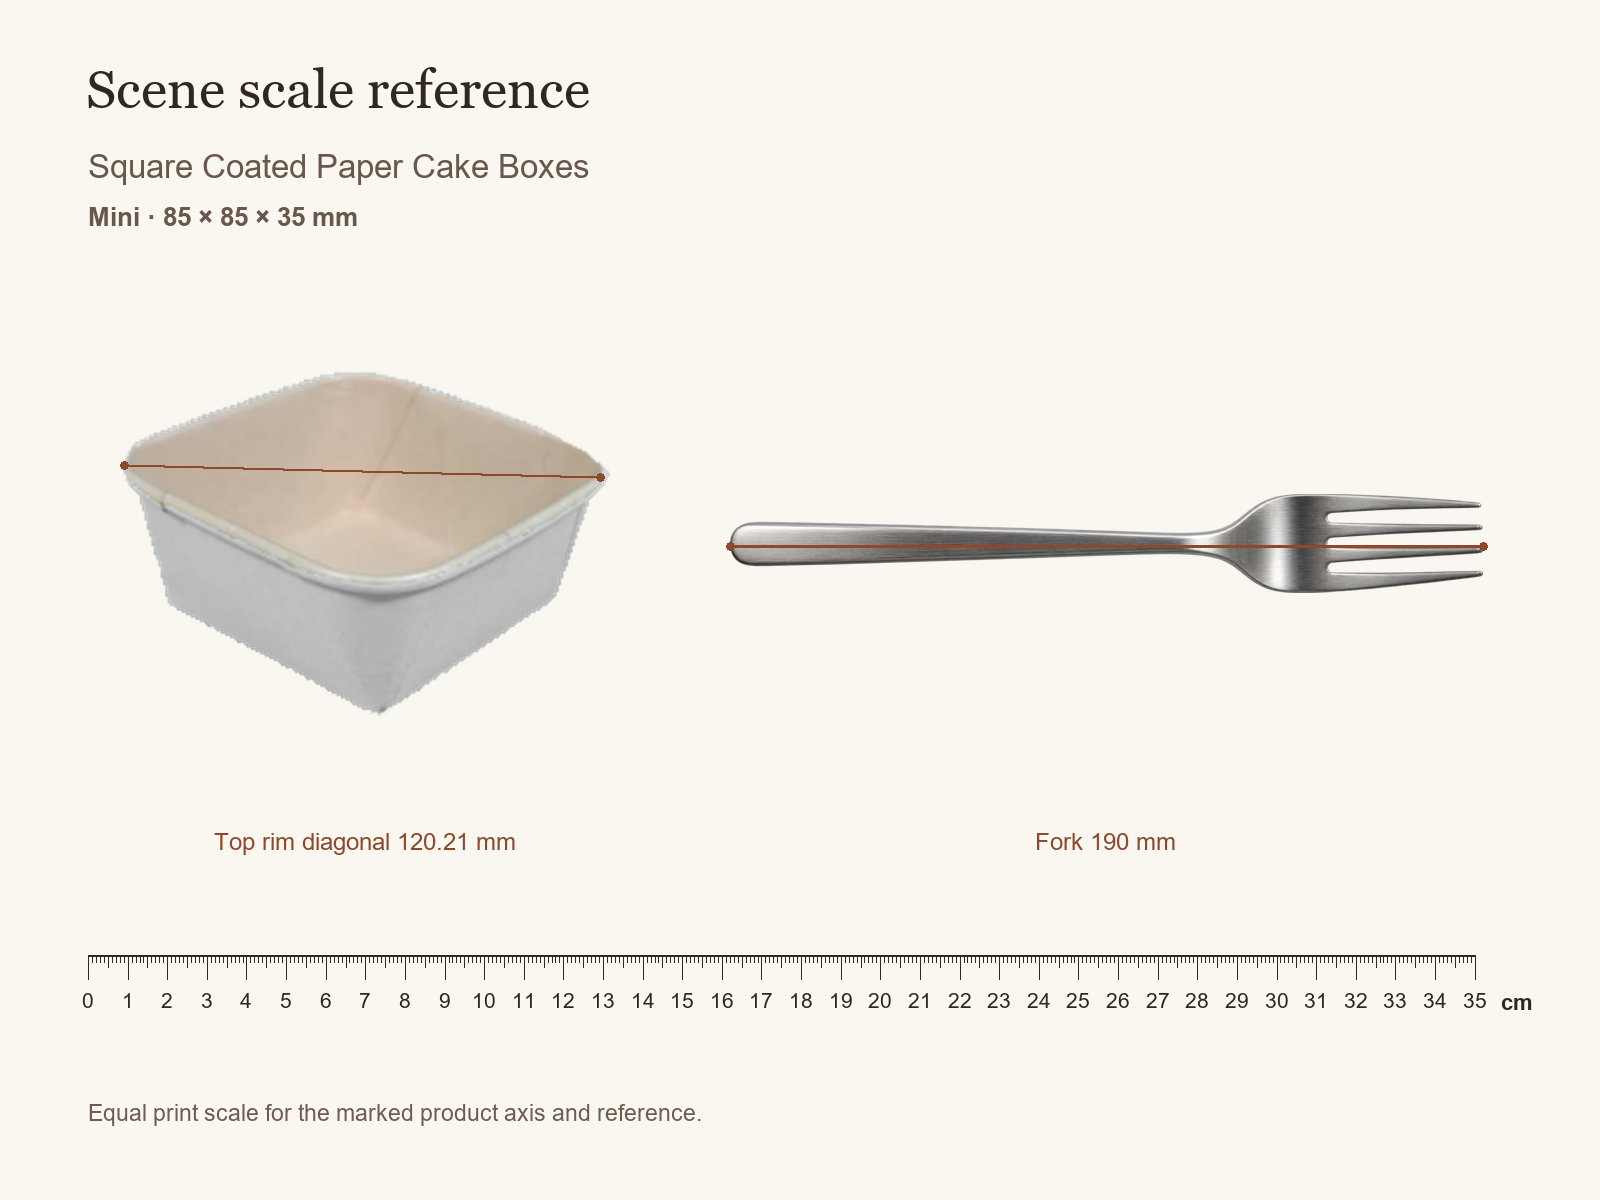 Scene scale reference
Square Coated Paper Cake Boxes
Mini · 85 × 85 × 35 mm
Top rim diagonal 120.21 mm
Fork 190 mm
0 1 2 3 4 5 6 7 8 9 10 11 12 13 14 15 16 17 18 19 20 21 22 23 24 25 26 27 28 29 30 31 32 33 34 35 cm
Equal print scale for the marked product axis and reference.